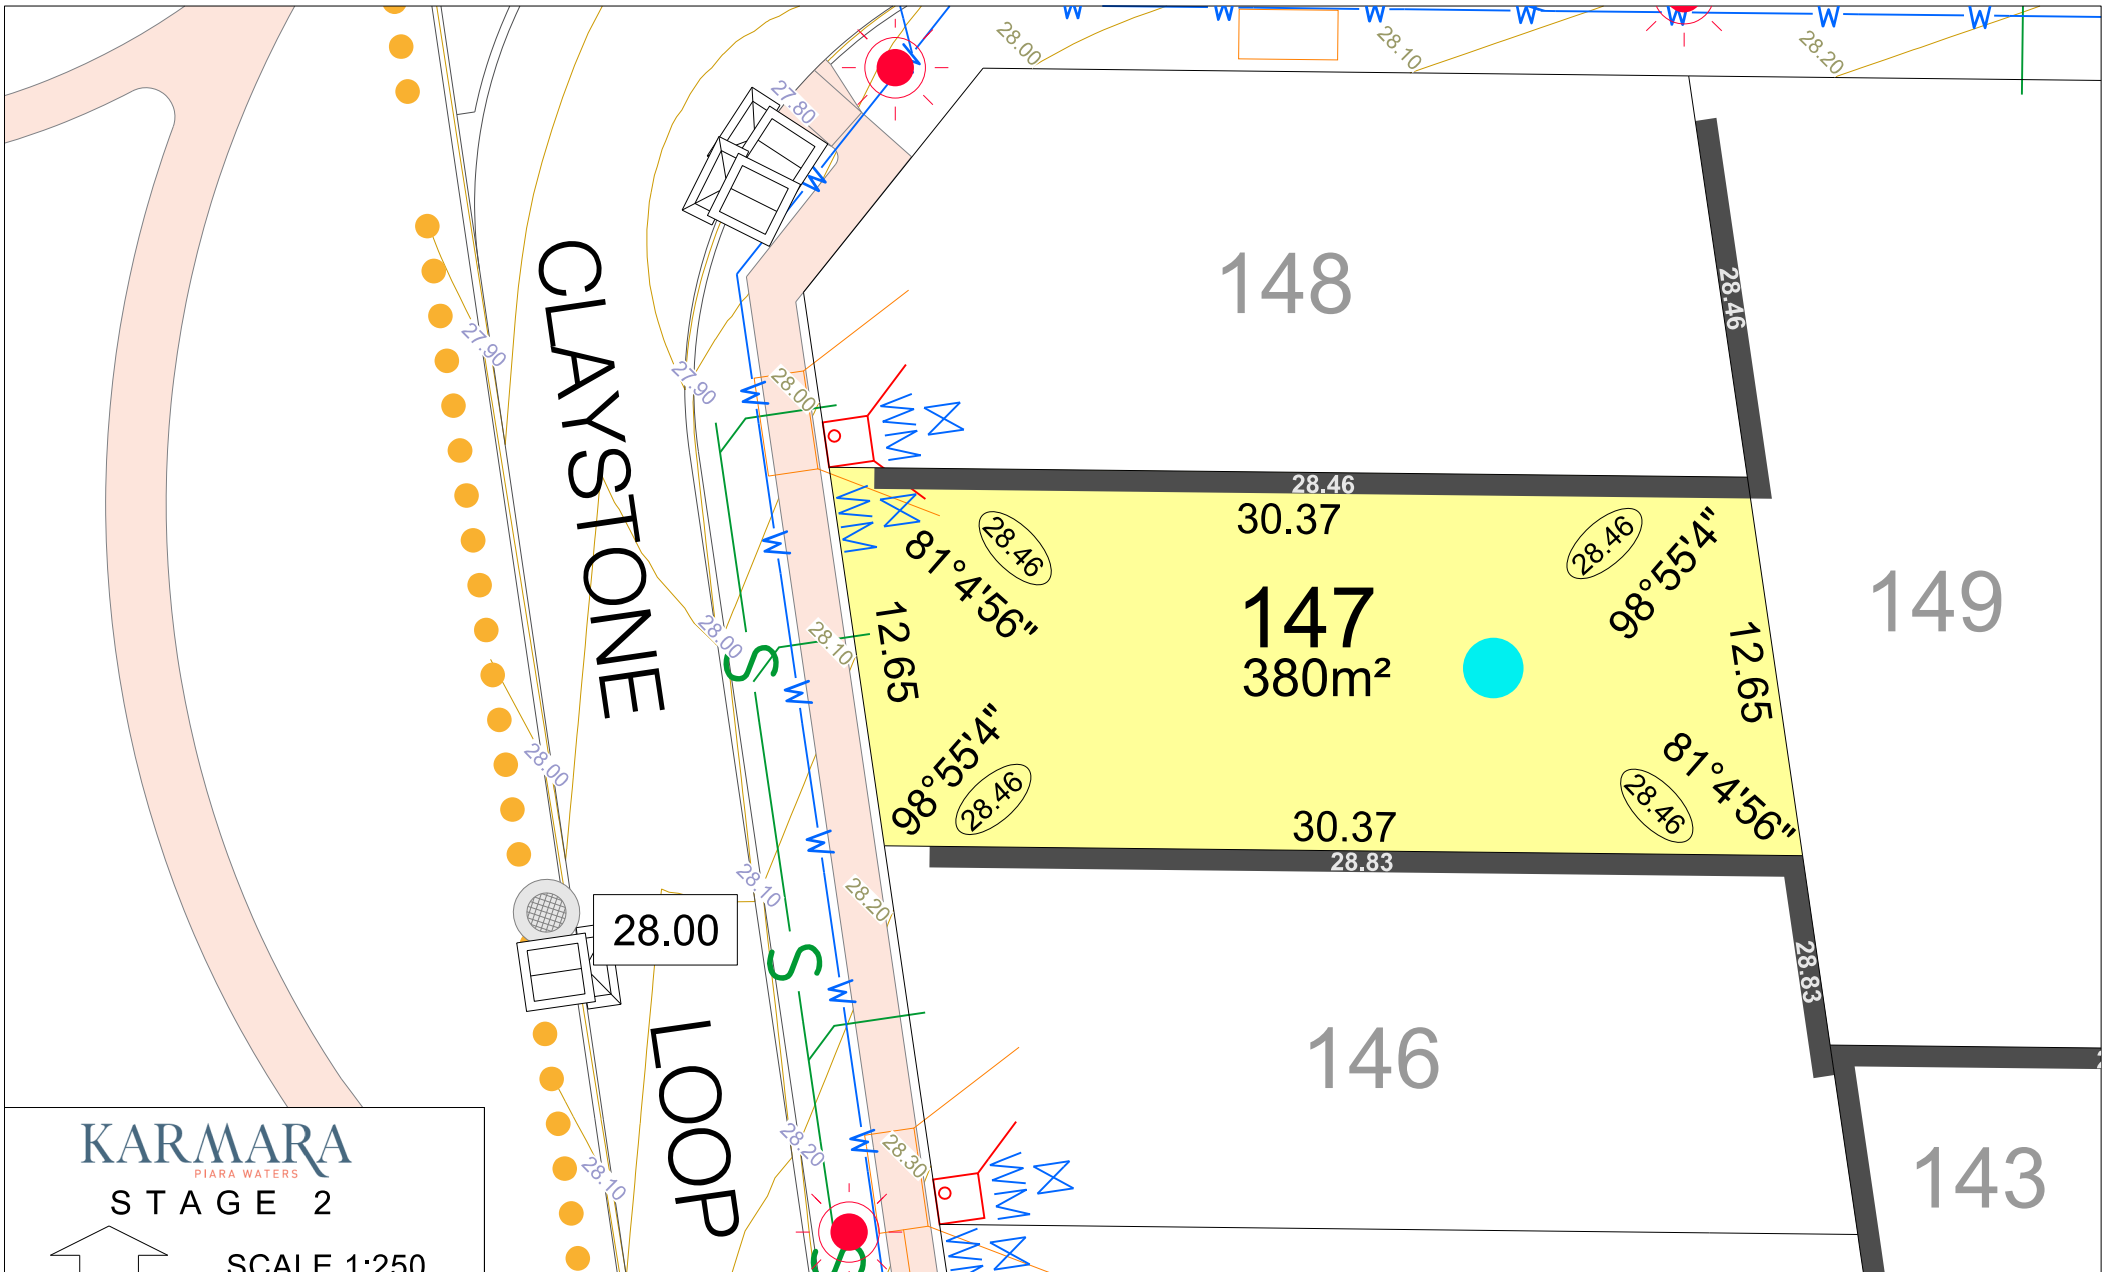 W W W W W W W
28.00
28.10
28.20
27.80
W
W
148
28.46
CLAYSTONE
27.90
27.90
28.00
W
W
28.46
30.37
28.46
28.46
81°4'56"
98°55'4"
147
380m²
149
12.65
12.65
28.00
28.10
S
W
W
28.00
98°55'4"
28.46
81°4'56"
28.46
30.37
28.83
W
28.10
28.20
28.00
S
W
28.83
LOOP
146
143
28.20
28.30
W
28.10
S
KARMARA
PIARA WATERS
STAGE 2
SCALE 1:250